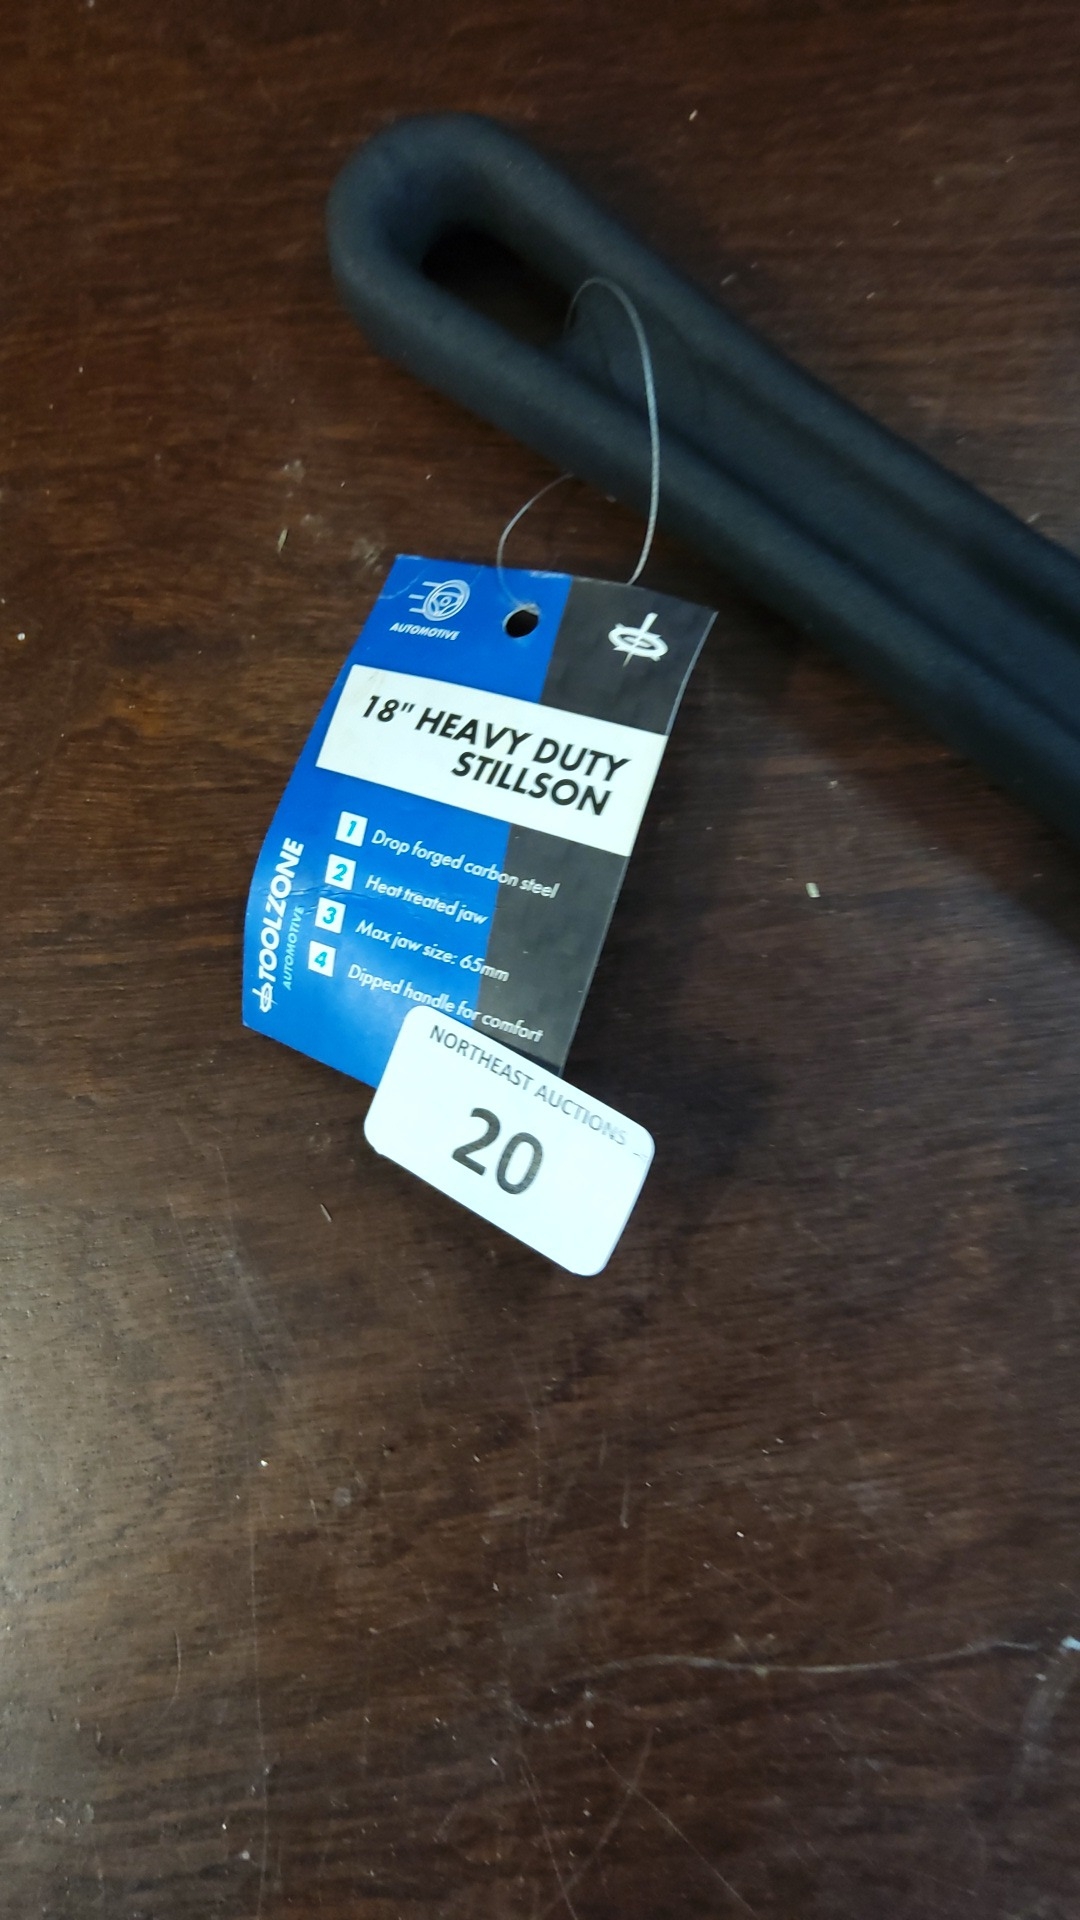 AUTOMOTIVE
18" HEAVY DUTY
STILLSON
1 Drop forged carbon steel
2 Heat treated jaw
3 Max jaw size: 65mm
4 Dipped handle for comfort
TOOLZONE
AUTOMOTIVE
NORTHEAST AUCTIONS
20